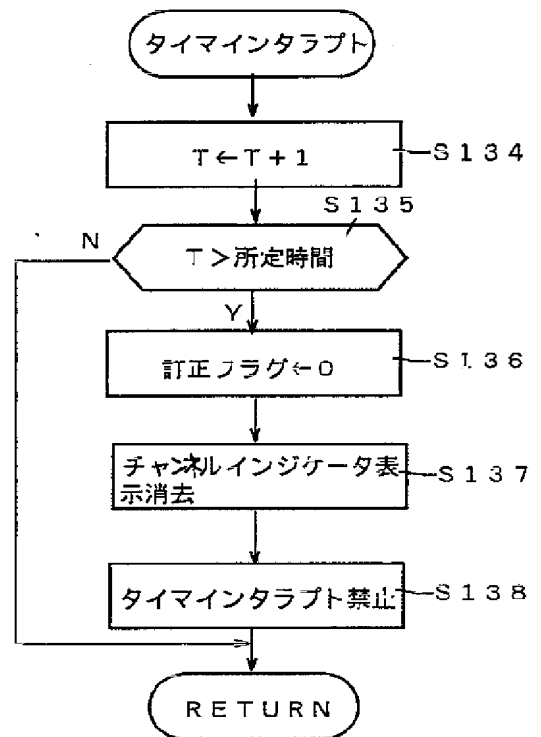 タイマインタラプト
T←T+1
S134
S135
N
T>所定時間
Y
訂正フラグ←0
S136
チャンネルインジケータ表
示消去
S137
タイマインタラプト禁止
S138
RETURN